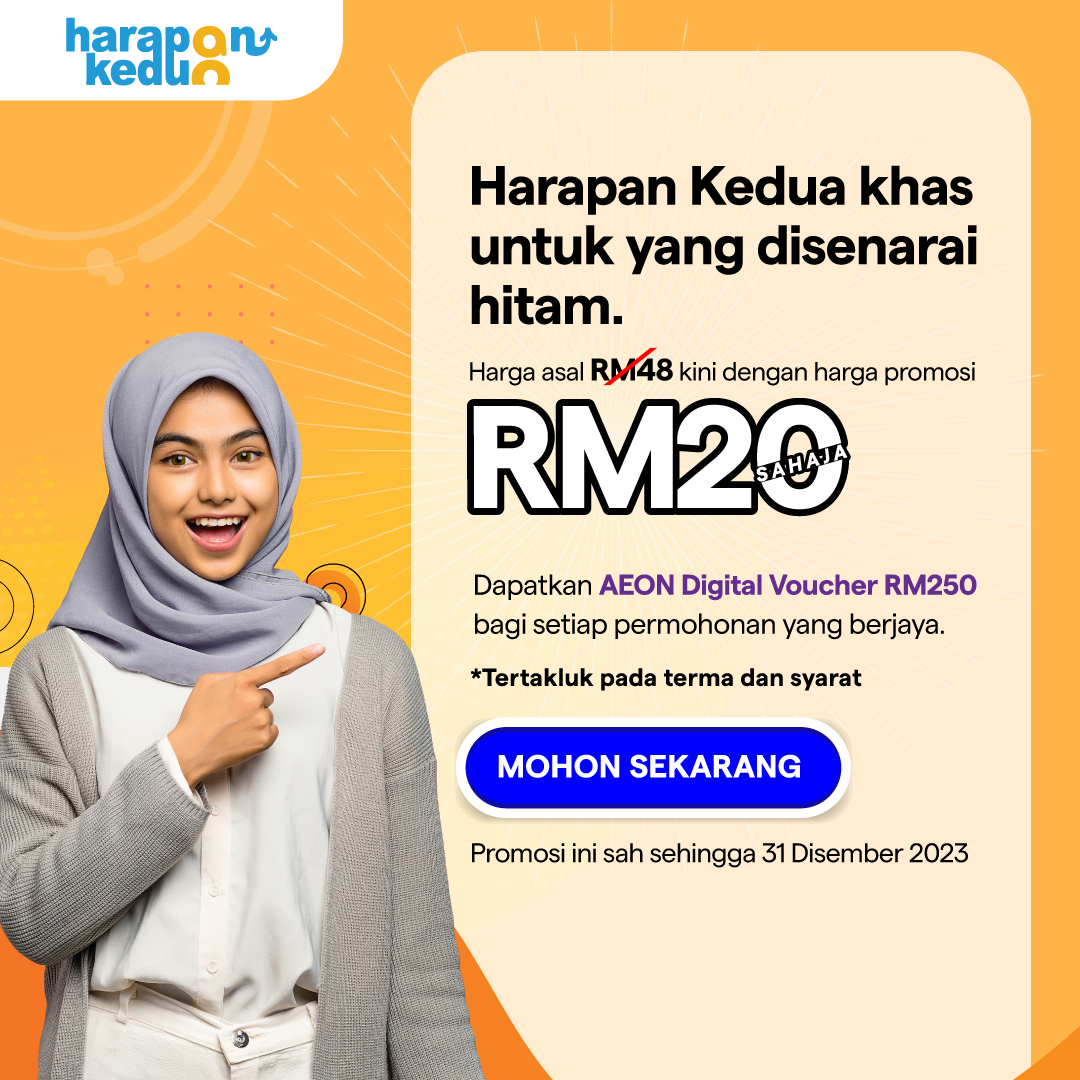 harapan
kedua
Harapan Kedua khas
untuk yang disenarai
hitam.
Harga asal RM48 kini dengan harga promosi
RM20
SAHAJA
Dapatkan AEON Digital Voucher RM250
bagi setiap permohonan yang berjaya.
*Tertakluk pada terma dan syarat
MOHON SEKARANG
Promosi ini sah sehingga 31 Disember 2023